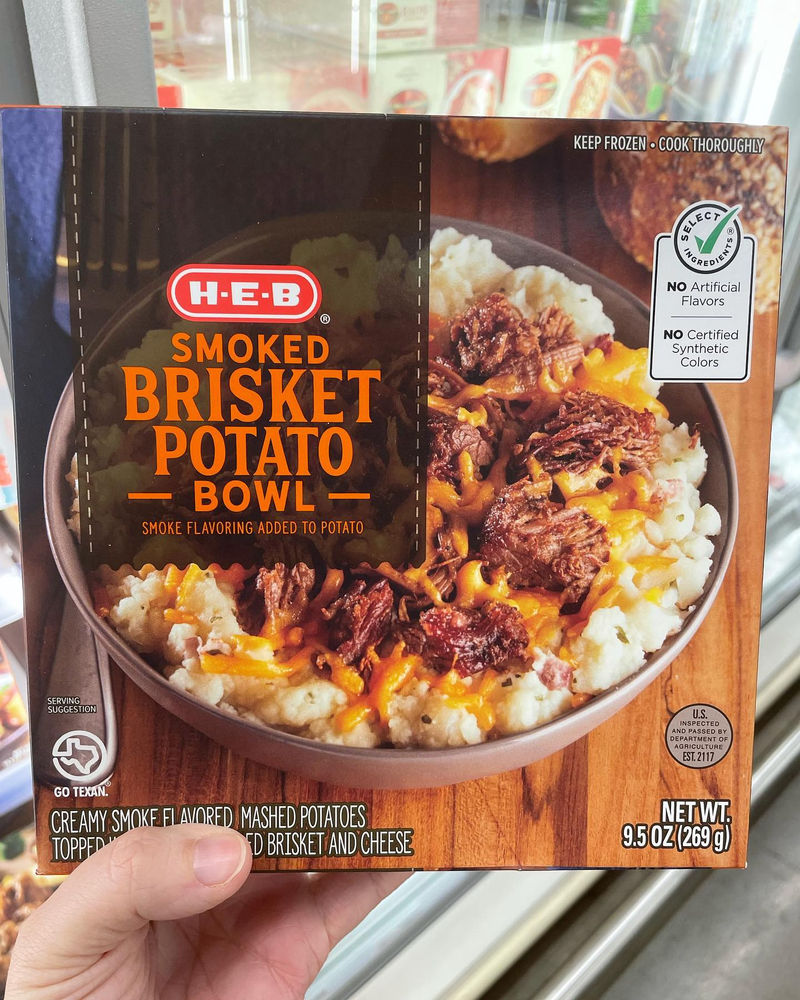 KEEP FROZEN • COOK THOROUGHLY
SELECT
INGREDIENTS®
NO Artificial
Flavors
NO Certified
Synthetic
Colors
H-E-B®
SMOKED
BRISKET
POTATO
BOWL
SMOKE FLAVORING ADDED TO POTATO
SERVING
SUGGESTION
GO TEXAN.®
U.S.
INSPECTED
AND PASSED BY
DEPARTMENT OF
AGRICULTURE
EST. 2117
CREAMY SMOKE FLAVORED MASHED POTATOES
TOPPED BRISKET AND CHEESE
NET WT.
9.5 OZ (269 g)